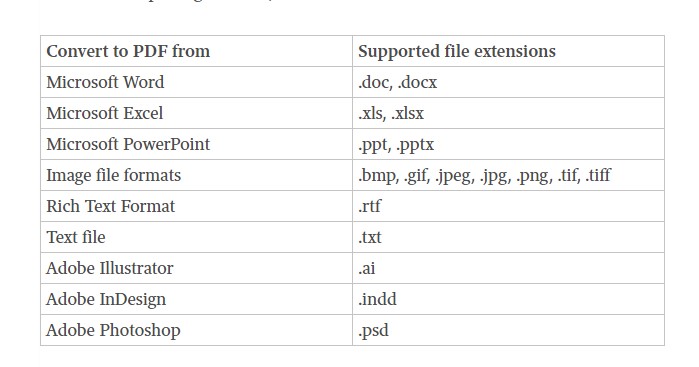 Convert to PDF from Supported file extensions
Microsoft Word .doc, .docx
Microsoft Excel .xls, .xlsx
Microsoft PowerPoint .ppt, .pptx
Image file formats .bmp, .gif, .jpeg, .jpg, .png, .tif, .tiff
Rich Text Format .rtf
Text file .txt
Adobe Illustrator .ai
Adobe InDesign .indd
Adobe Photoshop .psd